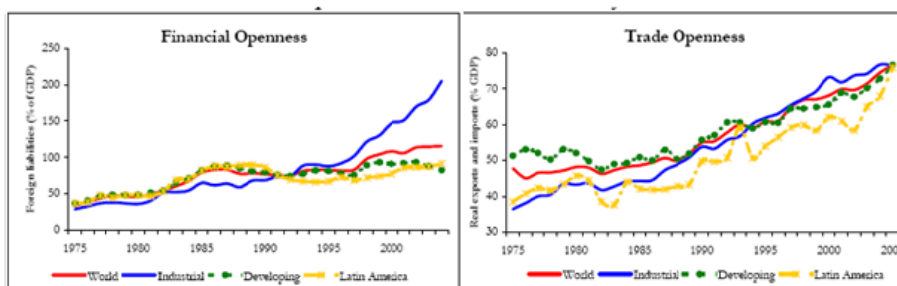 Financial Openness
Foreign liabilities (% of GDP)
250
200
150
100
50
0
1975
1980
1985
1990
1995
2000
World
Industrial
Developing
Latin America
Trade Openness
Real exports and imports (% GDP)
80
70
60
50
40
30
1975
1980
1985
1990
1995
2000
200
World
Industrial
Developing
Latin America